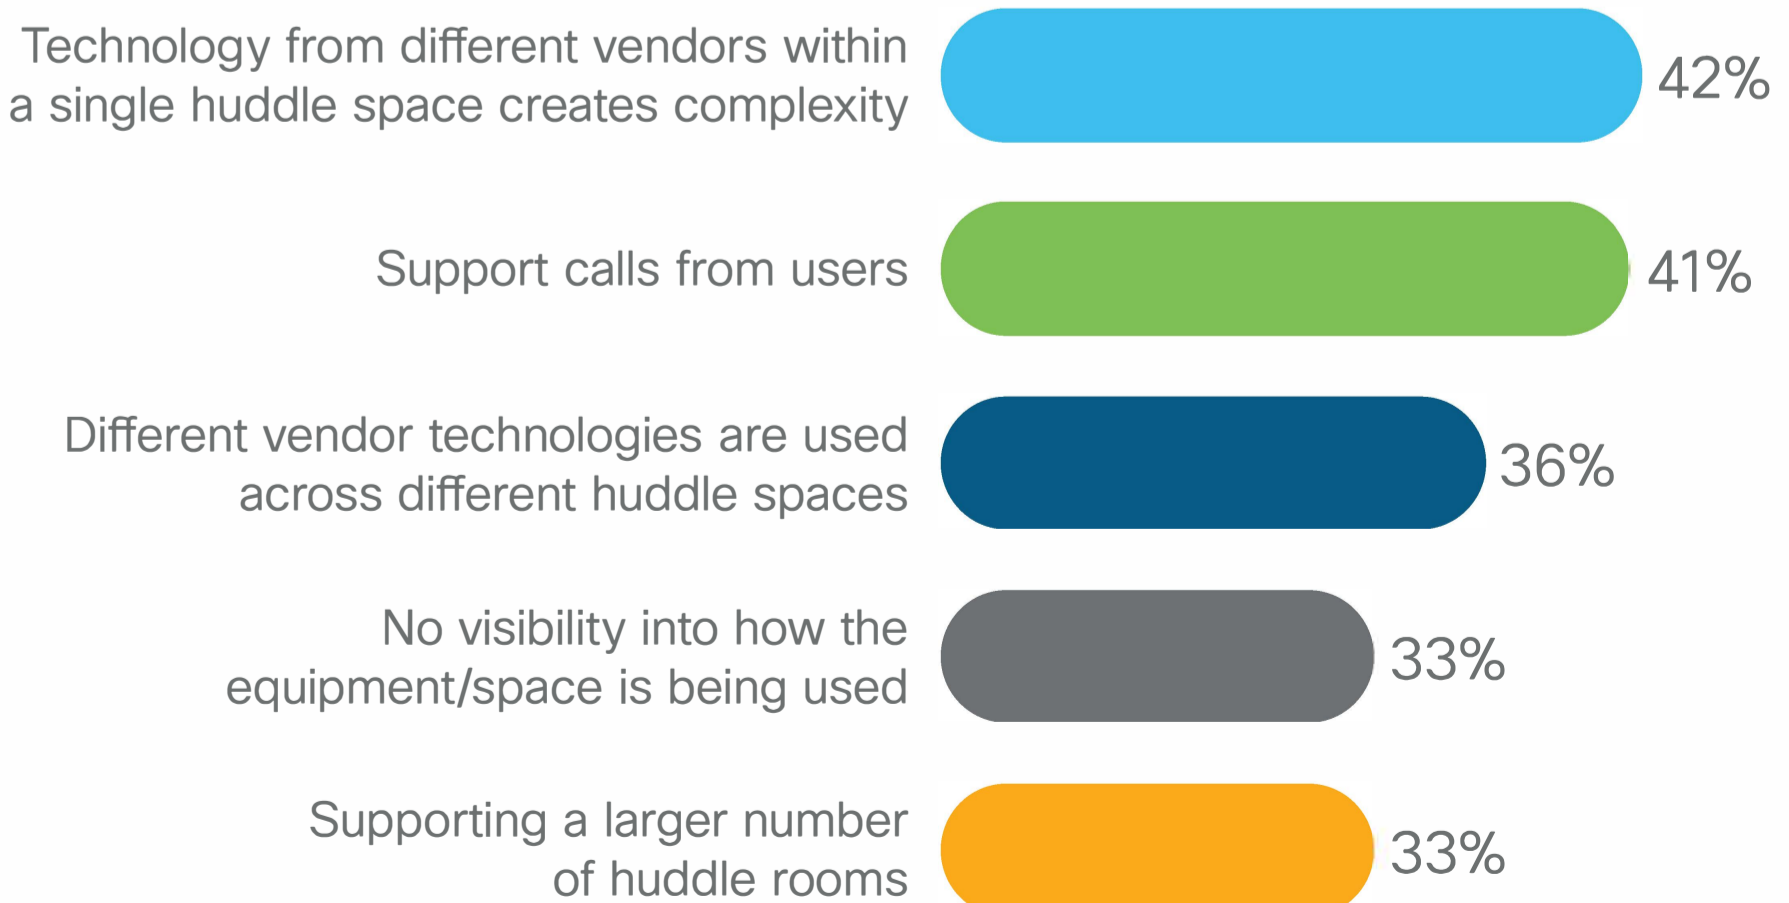 Technology from different vendors within
a single huddle space creates complexity
42%
Support calls from users
41%
Different vendor technologies are used
across different huddle spaces
36%
No visibility into how the
equipment/space is being used
33%
Supporting a larger number
of huddle rooms
33%